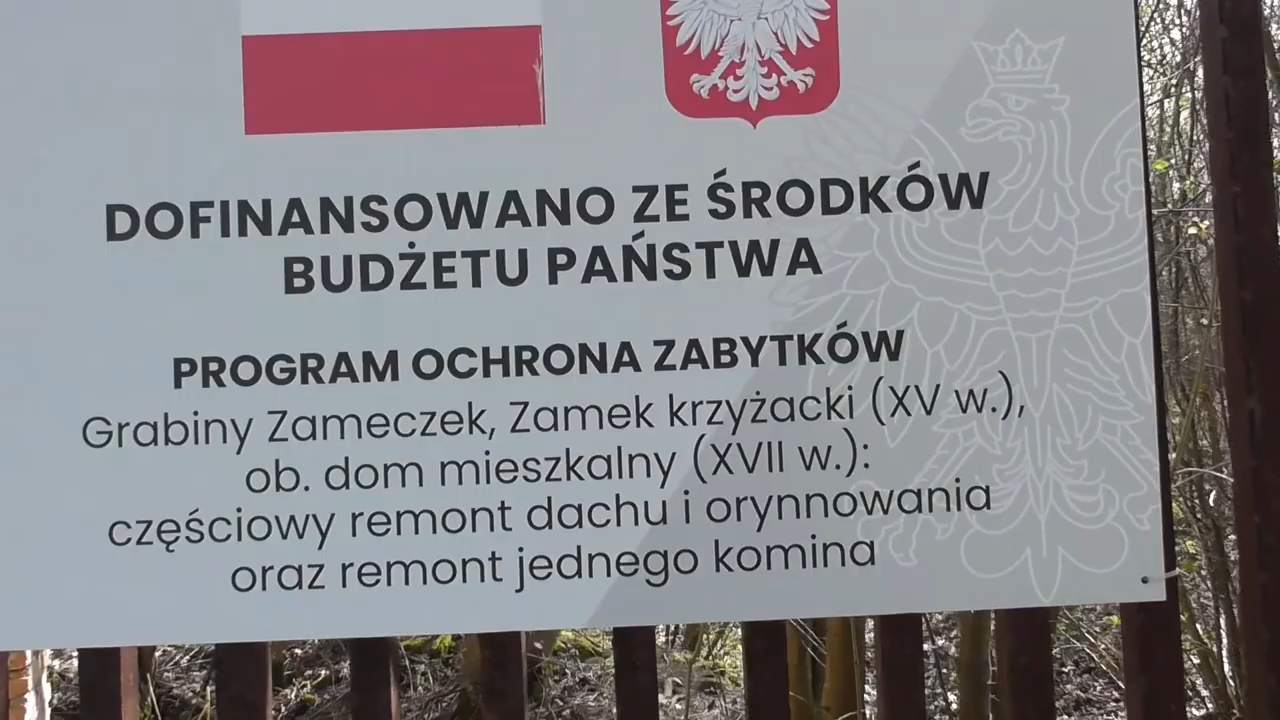 DOFINANSOWANO ZE ŚRODKÓW
BUDŻETU PAŃSTWA
PROGRAM OCHRONA ZABYTKÓW
Grabiny Zameczek, Zamek krzyżacki (XV w.),
ob. dom mieszkalny (XVII w.):
częściowy remont dachu i orynnowania
oraz remont jednego komina